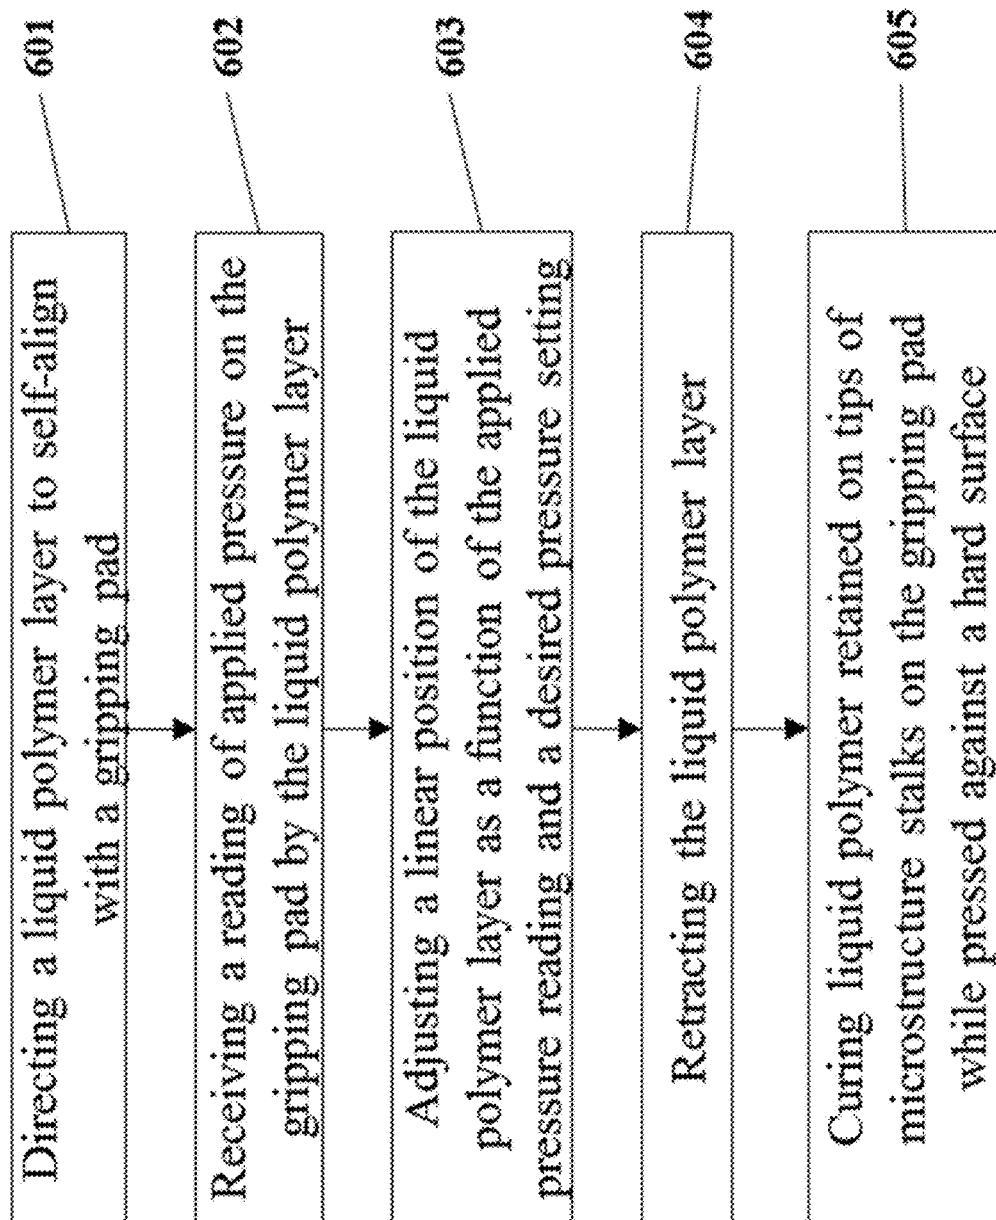 601
Directing a liquid polymer layer to self-align
with a gripping pad
602
Receiving a reading of applied pressure on the
gripping pad by the liquid polymer layer
603
Adjusting a linear position of the liquid
polymer layer as a function of the applied
pressure reading and a desired pressure setting
604
Retracting the liquid polymer layer
605
Curing liquid polymer retained on tips of
microstructure stalks on the gripping pad
while pressed against a hard surface